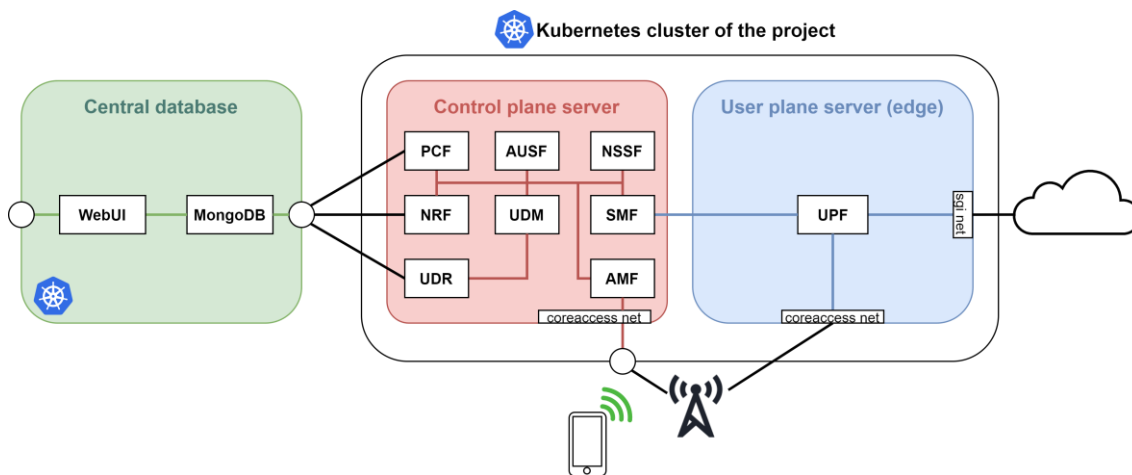 Kubernetes cluster of the project
Central database
Control plane server
User plane server (edge)
PCF
AUSF
NSSF
WebUI
MongoDB
NRF
UDM
SMF
UPF
sgi net
UDR
AMF
coreaccess net
coreaccess net